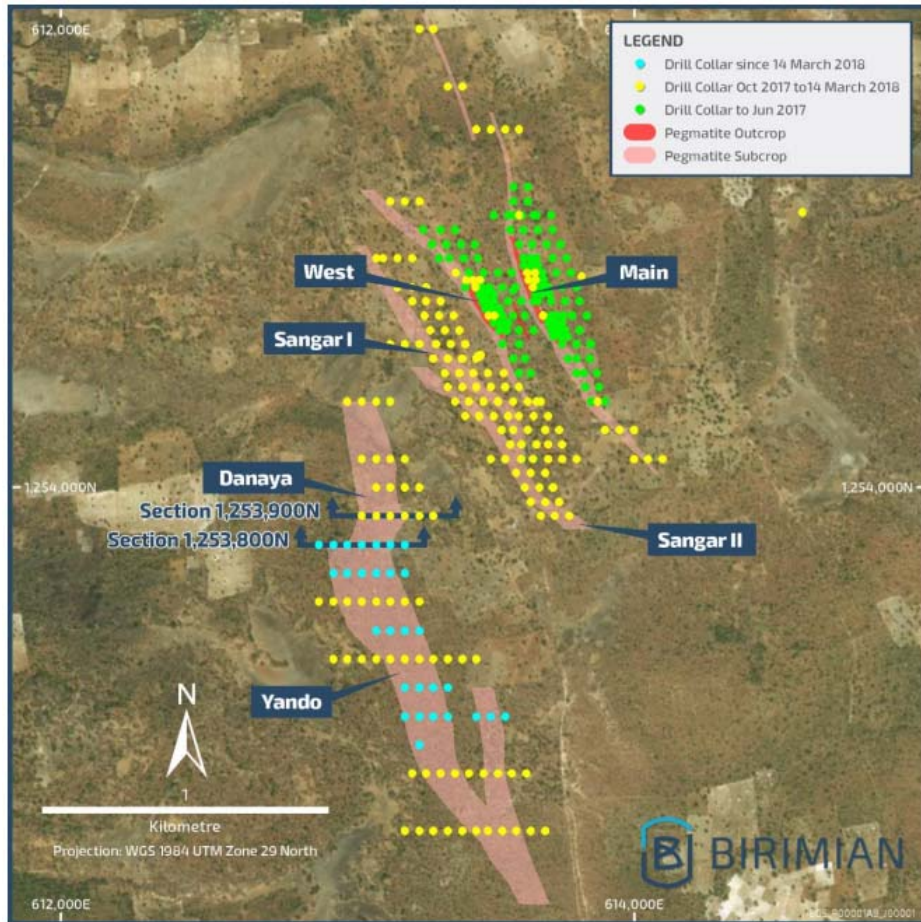 612,000E
614,000E
LEGEND
Drill Collar since 14 March 2018
Drill Collar Oct 2017 to14 March 2018
Drill Collar to Jun 2017
Pegmatite Outcrop
Pegmatite Subcrop
West
Main
Sangar I
Danaya
1,254,000N
1,254,000N
Section 1,253,900N
Section 1,253,800N
Sangar II
Yando
N
1
Kilometre
Projection: WGS 1984 UTM Zone 29 North
BIRIMIAN
612,000E
614,000E